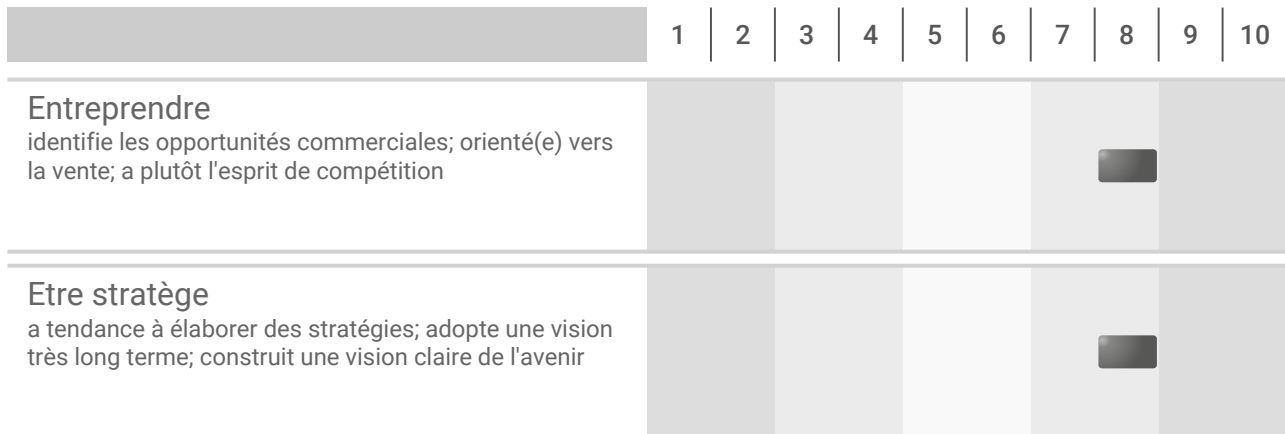 1 2 3 4 5 6 7 8 9 10
Entreprendre
identifie les opportunités commerciales; orienté(e) vers
la vente; a plutôt l'esprit de compétition
Etre stratège
a tendance à élaborer des stratégies; adopte une vision
très long terme; construit une vision claire de l'avenir